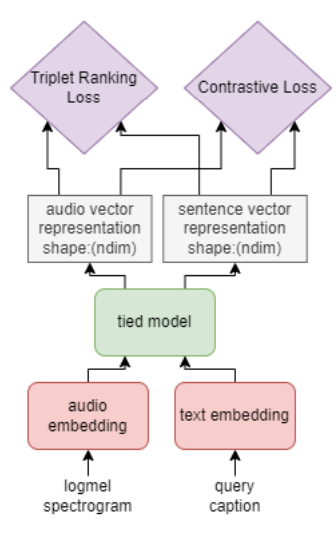 Triplet Ranking
Loss
Contrastive Loss
audio vector
representation
shape:(ndim)
sentence vector
representation
shape:(ndim)
tied model
audio
embedding
text embedding
logmel
spectrogram
query
caption